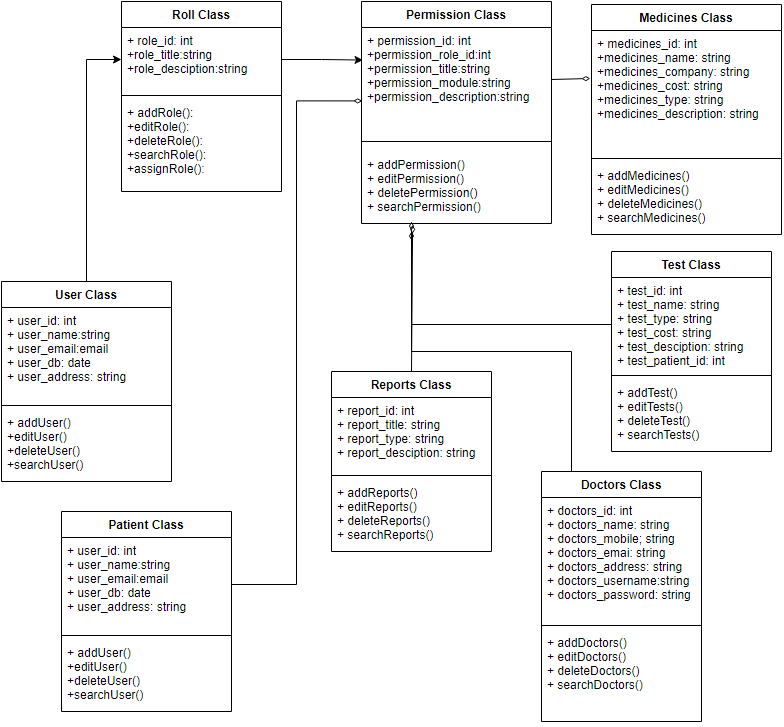 Roll Class
+ role_id: int
+role_title:string
+role_desciption:string
+ addRole():
+editRole():
+deleteRole():
+searchRole():
+assignRole():
Permission Class
+ permission_id: int
+permission_role_id:int
+permission_title:string
+permission_module:string
+permission_description:string
+ addPermission()
+ editPermission()
+ deletePermission()
+ searchPermission()
Medicines Class
+ medicines_id: int
+medicines_name: string
+medicines_company: string
+medicines_cost: string
+medicines_type: string
+medicines_description: string
+ addMedicines()
+ editMedicines()
+ deleteMedicines()
+ searchMedicines()
User Class
+ user_id: int
+ user_name:string
+ user_email:email
+ user_db: date
+ user_address: string
+ addUser()
+editUser()
+deleteUser()
+searchUser()
Test Class
+ test_id: int
+ test_name: string
+ test_type: string
+ test_cost: string
+ test_desciption: string
+ test_patient_id: int
+ addTest()
+ editTests()
+ deleteTest()
+ searchTests()
Reports Class
+ report_id: int
+ report_title: string
+ report_type: string
+ report_desciption: string
+ addReports()
+ editReports()
+ deleteReports()
+ searchReports()
Doctors Class
+ doctors_id: int
+ doctors_name: string
+ doctors_mobile; string
+ doctors_emai: string
+ doctors_address: string
+ doctors_username:string
+ doctors_password: string
+ addDoctors()
+ editDoctors()
+ deleteDoctors()
+ searchDoctors()
Patient Class
+ user_id: int
+ user_name:string
+ user_email:email
+ user_db: date
+ user_address: string
+ addUser()
+editUser()
+deleteUser()
+searchUser()